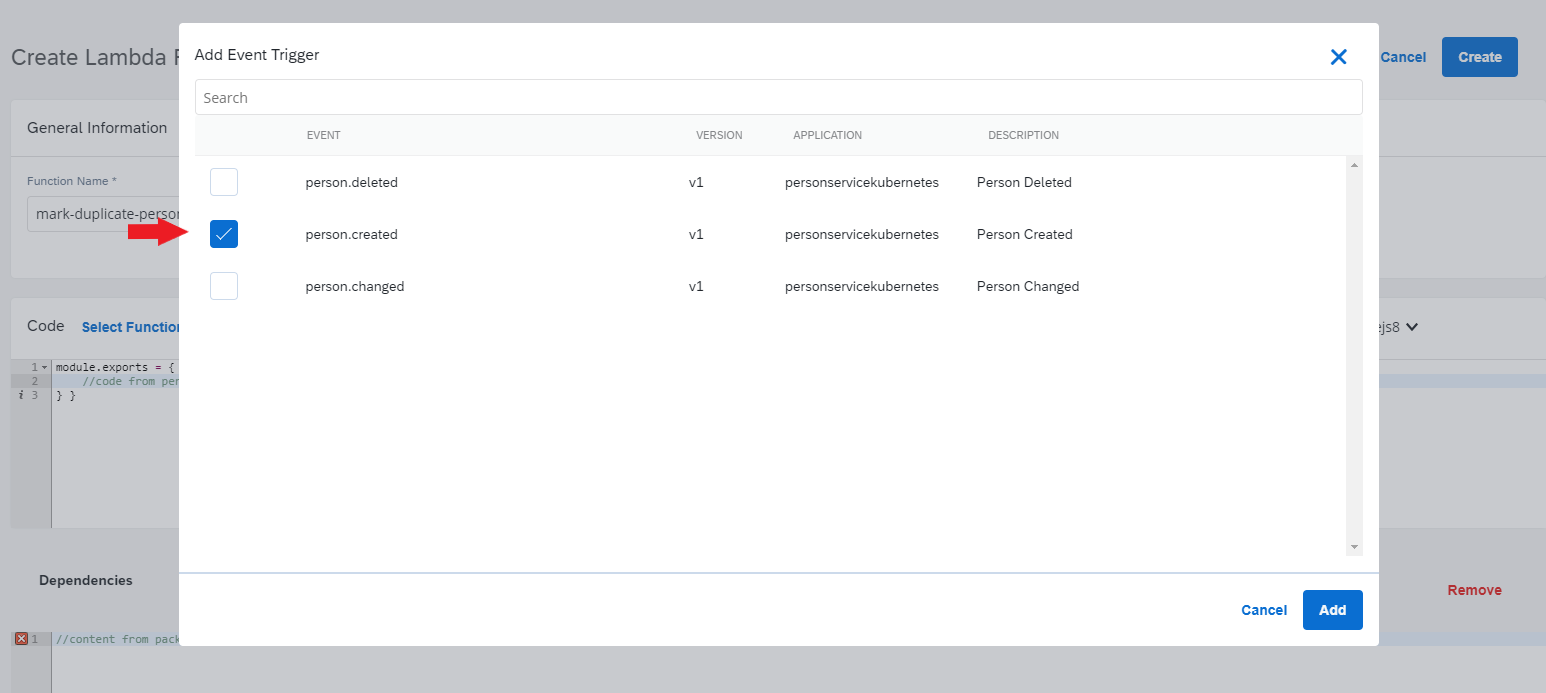 Create Lambda F
Cancel
Create
Add Event Trigger
Search
EVENT VERSION APPLICATION DESCRIPTION
person.deleted v1 personservicekubernetes Person Deleted
person.created v1 personservicekubernetes Person Created
person.changed v1 personservicekubernetes Person Changed
Cancel
Add
General Information
Function Name *
mark-duplicate-person
Code Select Function
ejs8
1 module.exports = {
2 //code from per
i 3 } }
Dependencies
Remove
1 //content from pack